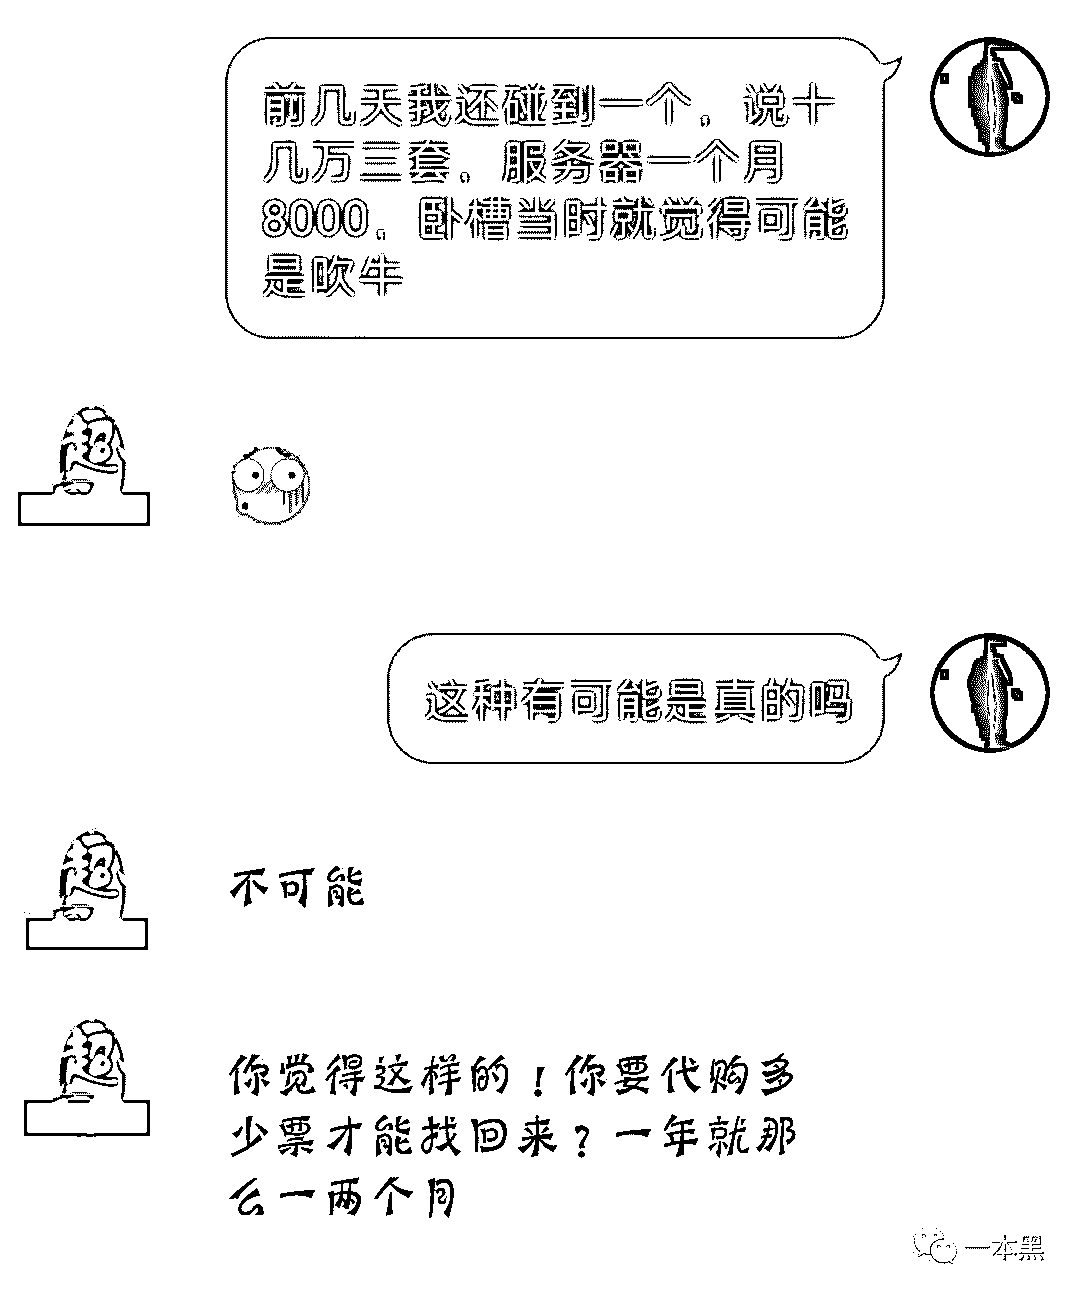 前几天我还碰到一个，说十
几万三套。服务器一个月
8000。卧槽当时就觉得可能
是吹牛
这种有可能是真的吗
超
不可能
超
你觉得这样的！你要代购多
少票才能找回来？一年就那
么一两个月
超
一本黑